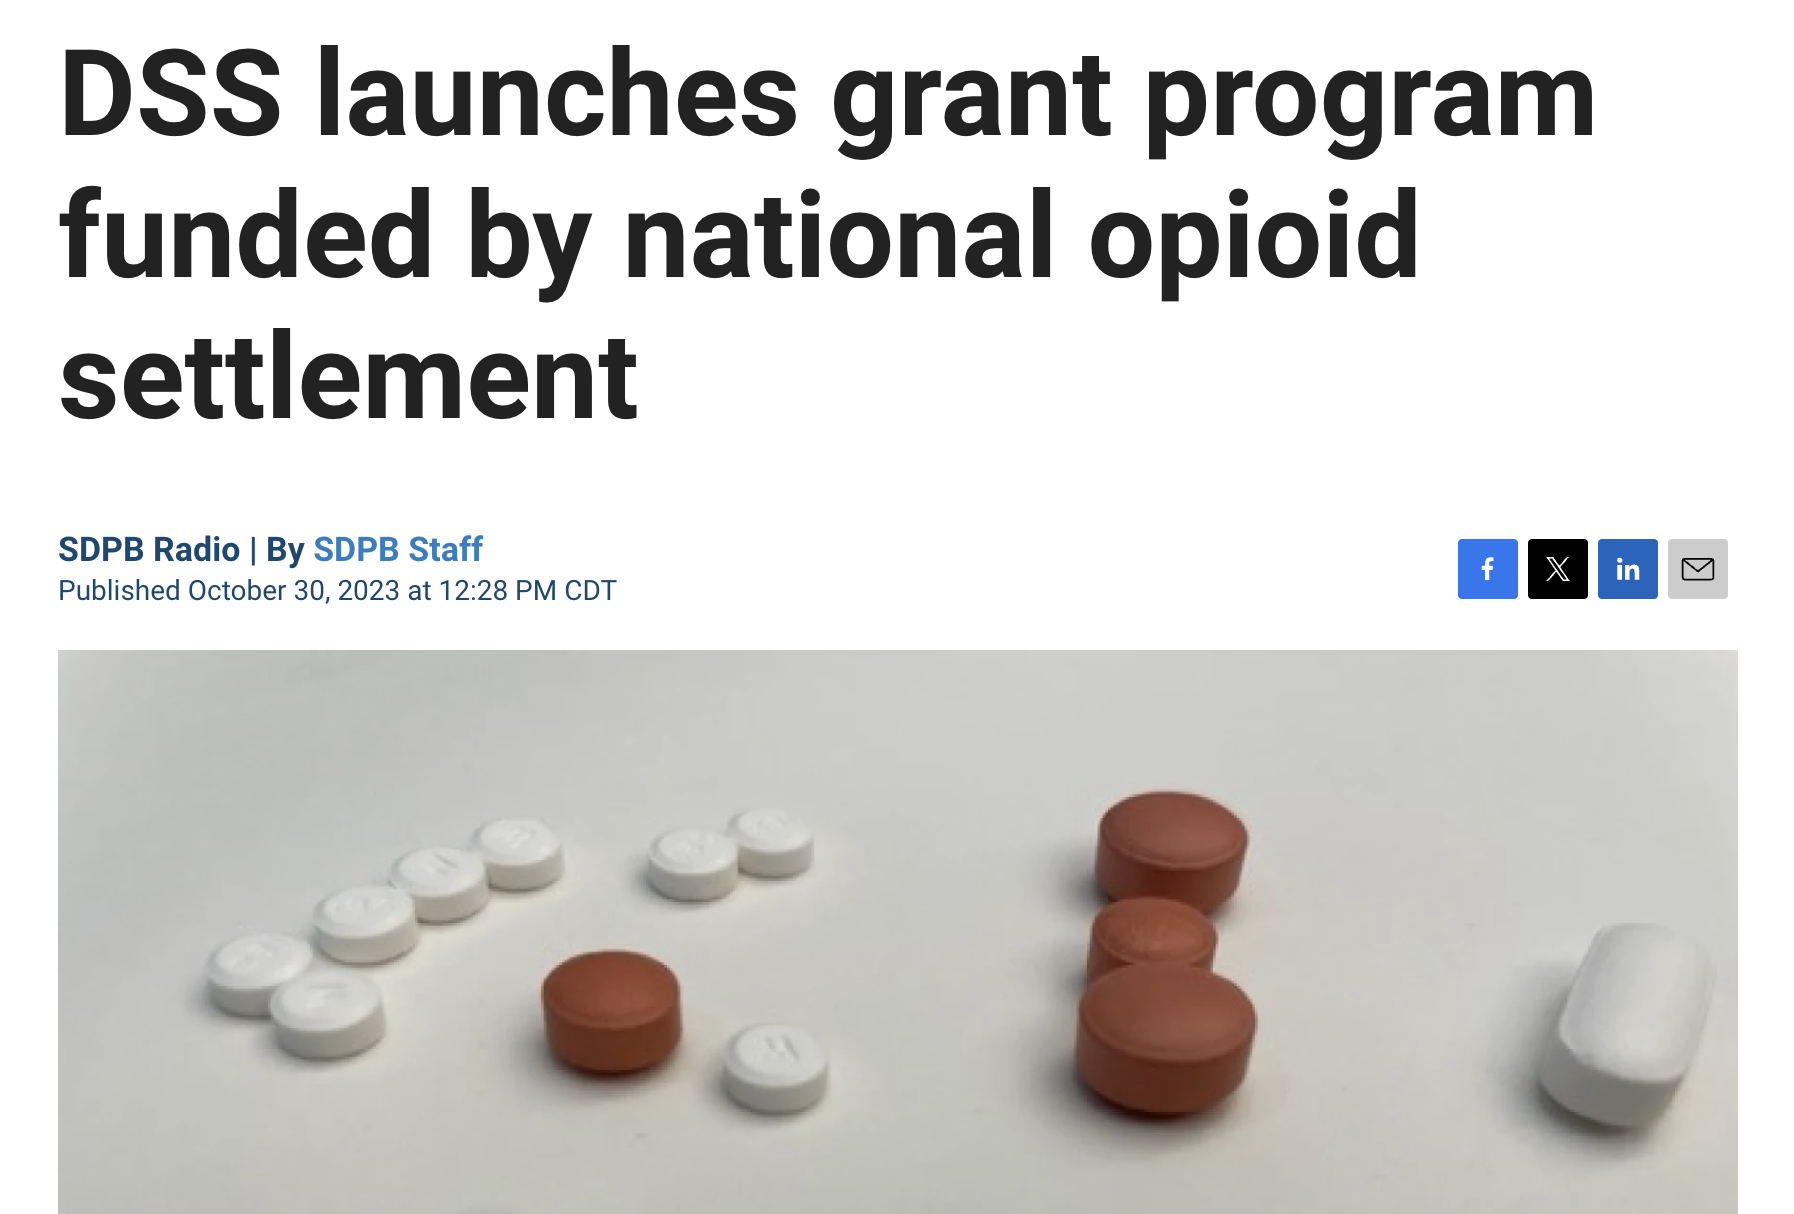 DSS launches grant program
funded by national opioid
settlement
SDPB Radio | By SDPB Staff
Published October 30, 2023 at 12:28 PM CDT
f X in